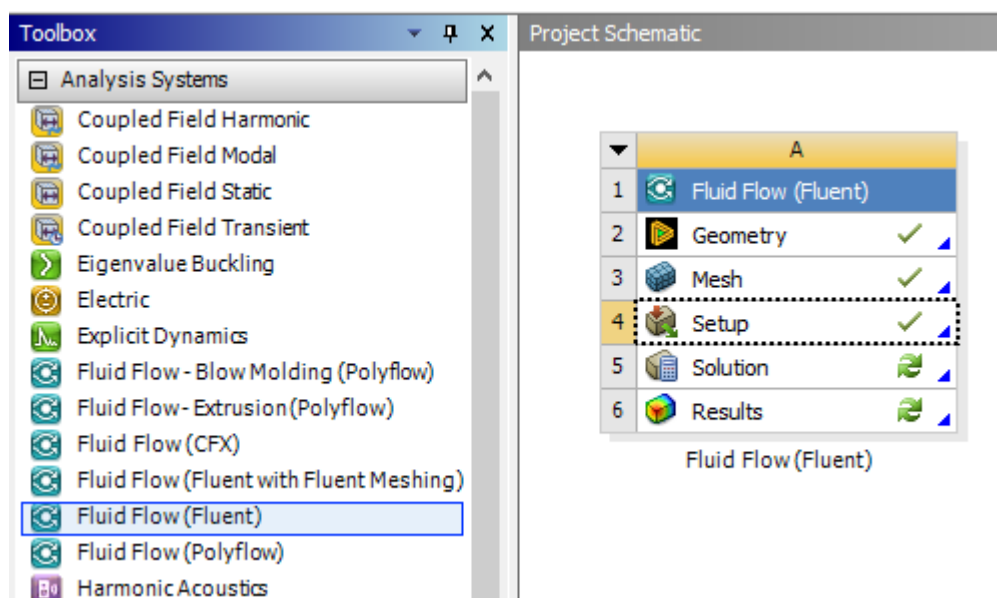 Toolbox
Analysis Systems
Coupled Field Harmonic
Coupled Field Modal
Coupled Field Static
Coupled Field Transient
Eigenvalue Buckling
Electric
Explicit Dynamics
Fluid Flow - Blow Molding (Polyflow)
Fluid Flow - Extrusion (Polyflow)
Fluid Flow (CFX)
Fluid Flow (Fluent with Fluent Meshing)
Fluid Flow (Fluent)
Fluid Flow (Polyflow)
Harmonic Acoustics
Project Schematic
A
1 Fluid Flow (Fluent)
2 Geometry
3 Mesh
4 Setup
5 Solution
6 Results
Fluid Flow (Fluent)